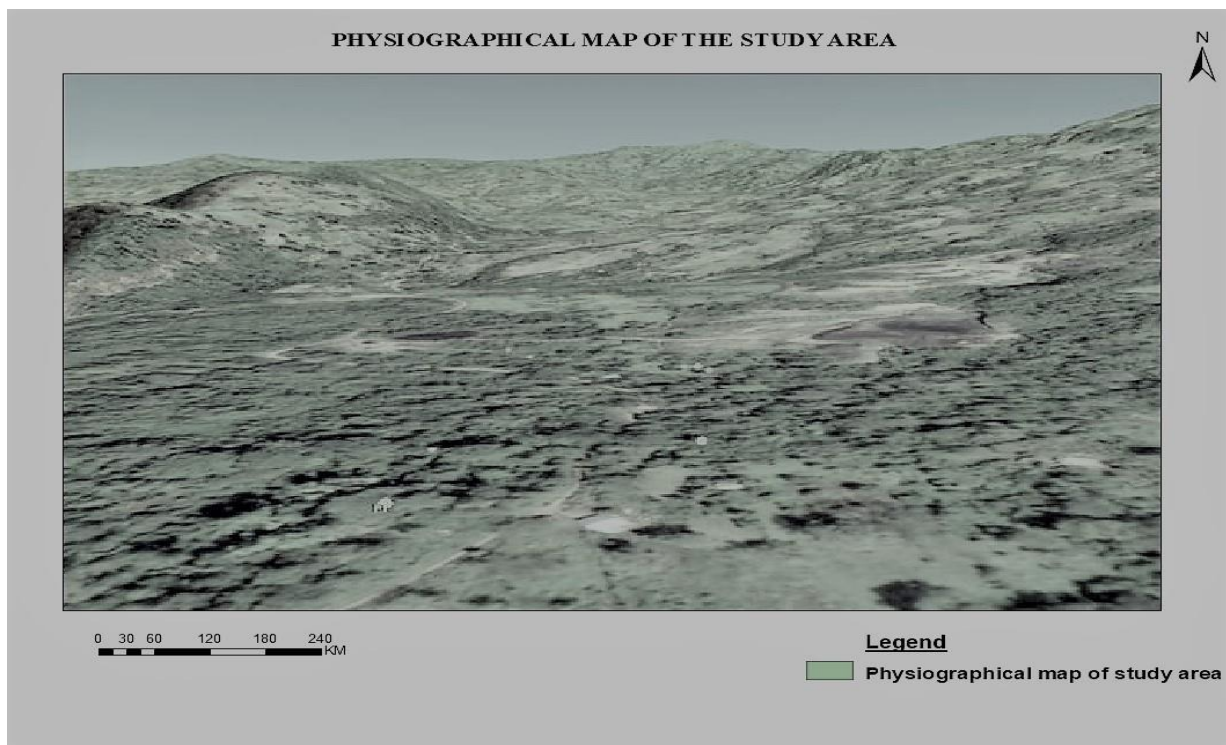 PHYSIOGRAPHICAL MAP OF THE STUDY AREA
N
0 30 60 120 180 240
KM
Legend
Physiographical map of study area